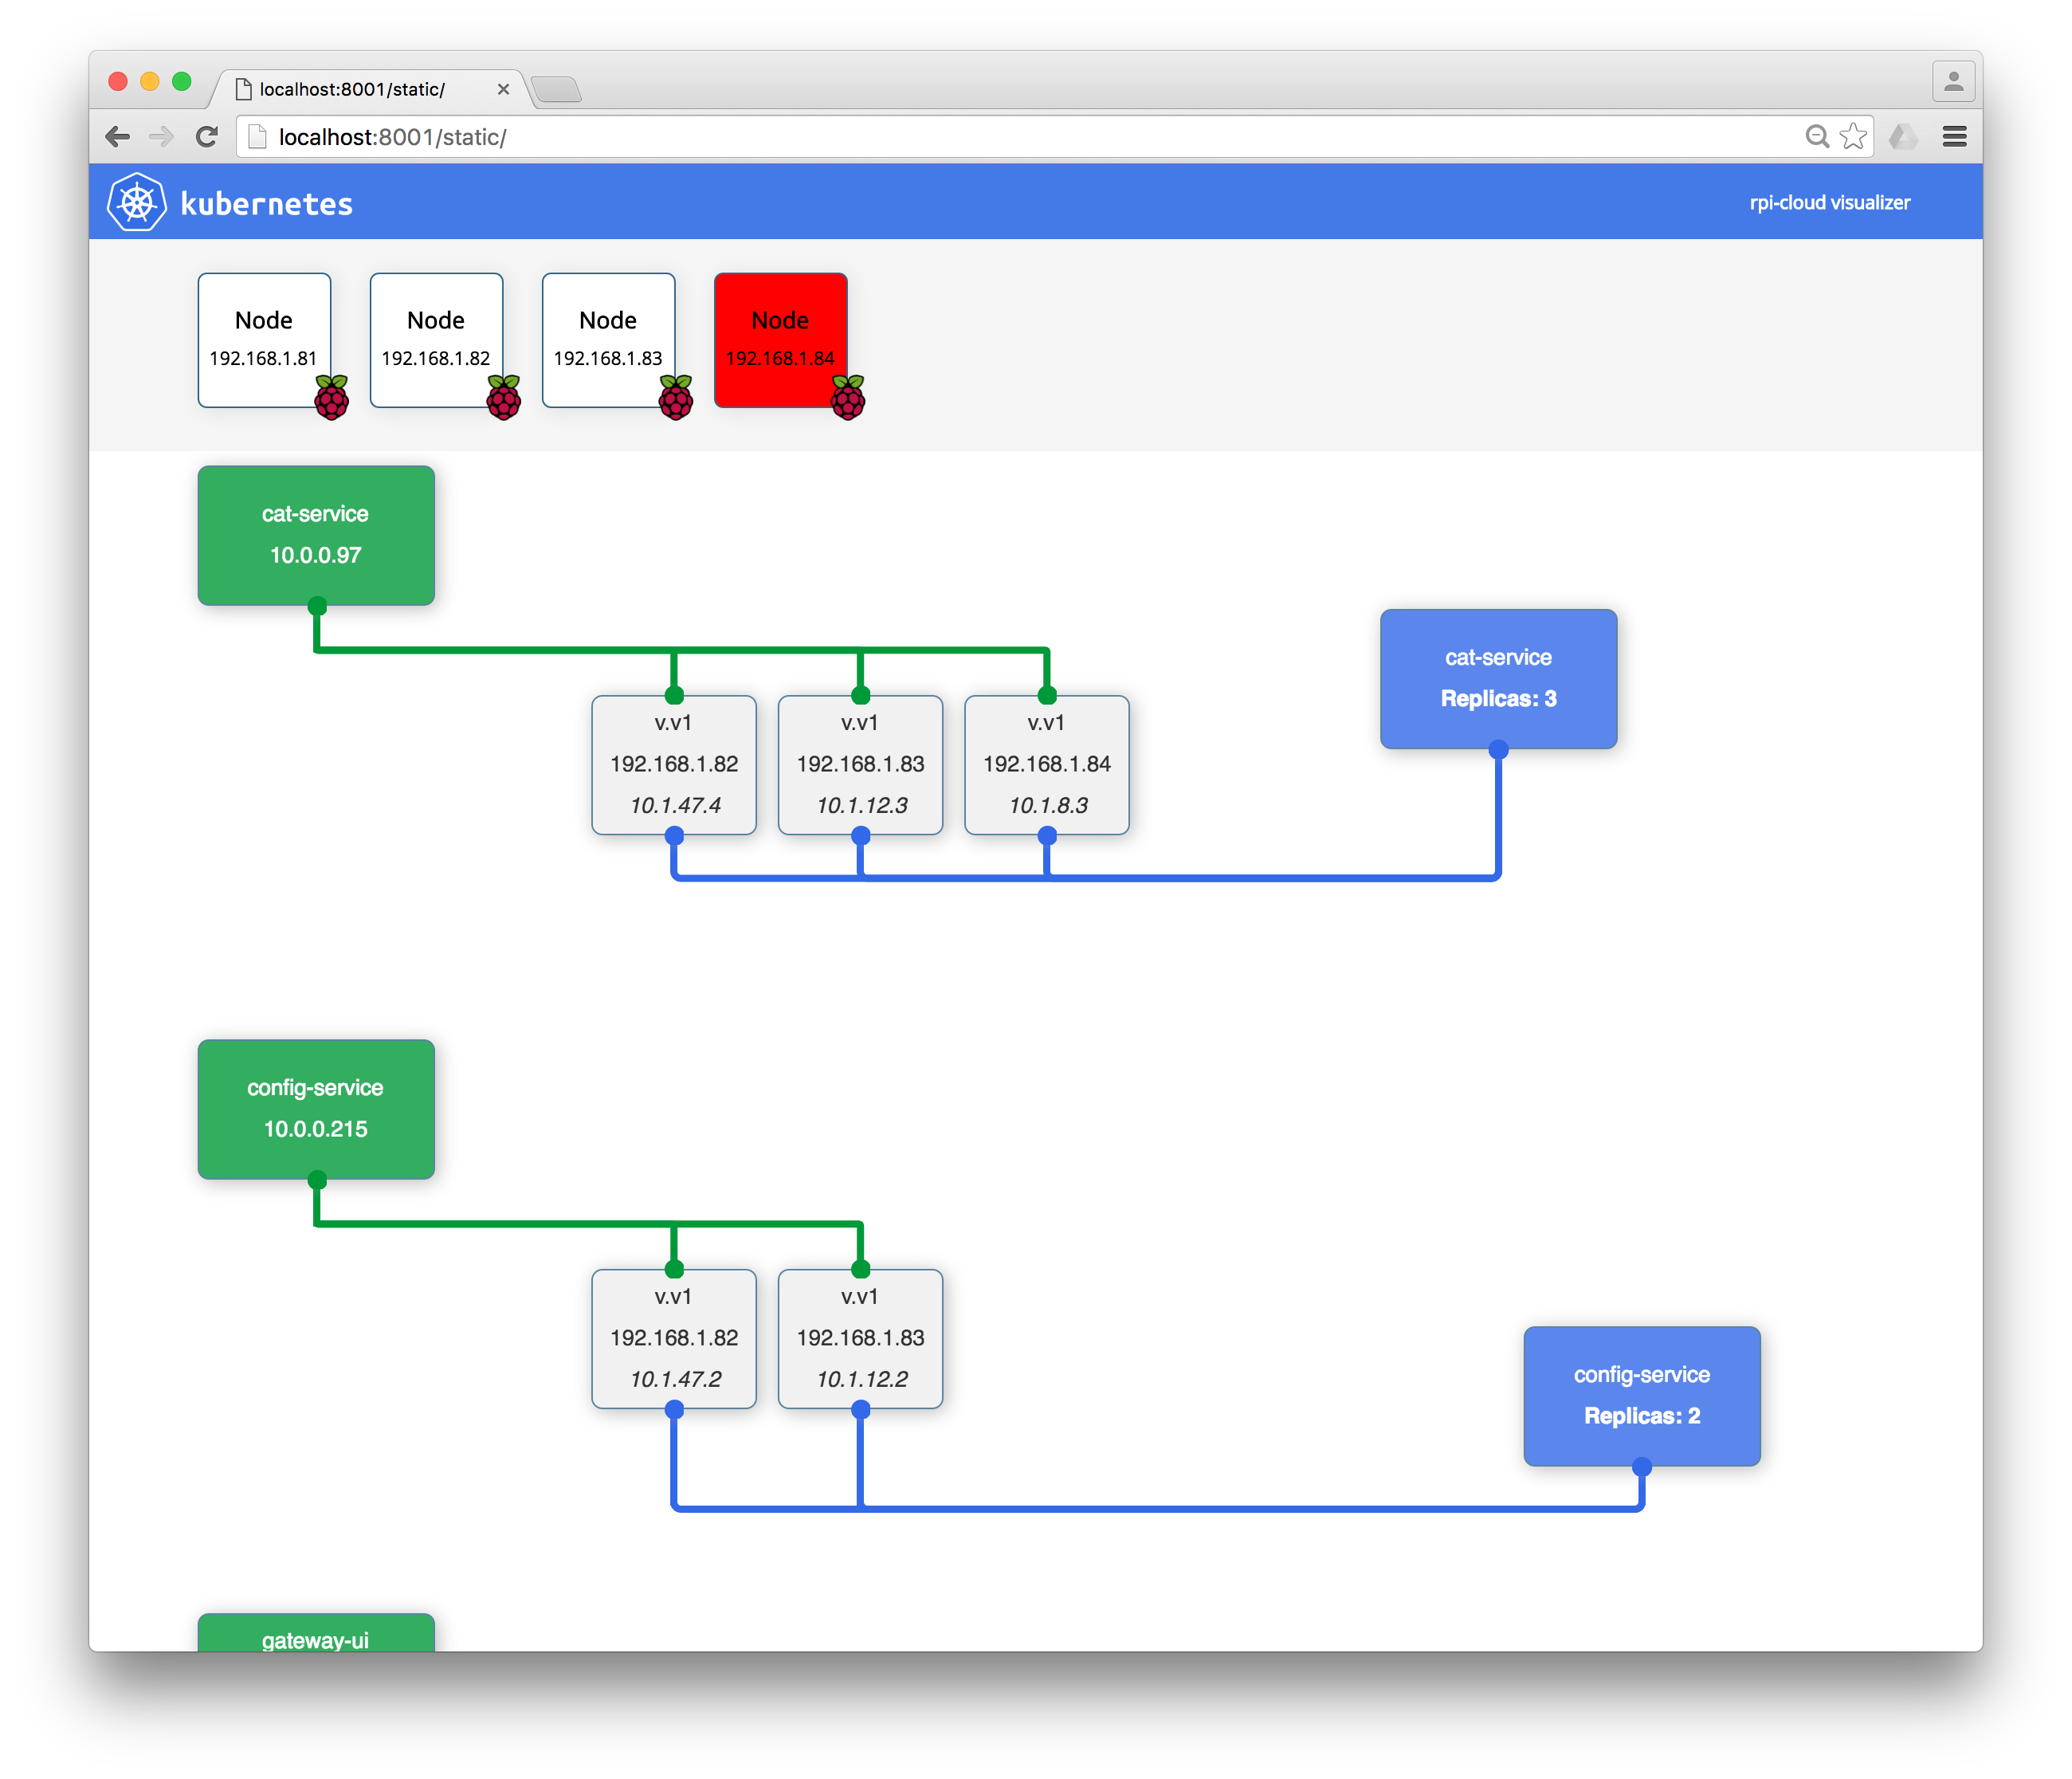 localhost:8001/static/
localhost:8001/static/
kubernetes
rpi-cloud visualizer
Node
192.168.1.81
Node
192.168.1.82
Node
192.168.1.83
Node
192.168.1.84
cat-service
10.0.0.97
cat-service
Replicas: 3
v.v1
192.168.1.82
10.1.47.4
v.v1
192.168.1.83
10.1.12.3
v.v1
192.168.1.84
10.1.8.3
config-service
10.0.0.215
v.v1
192.168.1.82
10.1.47.2
v.v1
192.168.1.83
10.1.12.2
config-service
Replicas: 2
gateway-ui